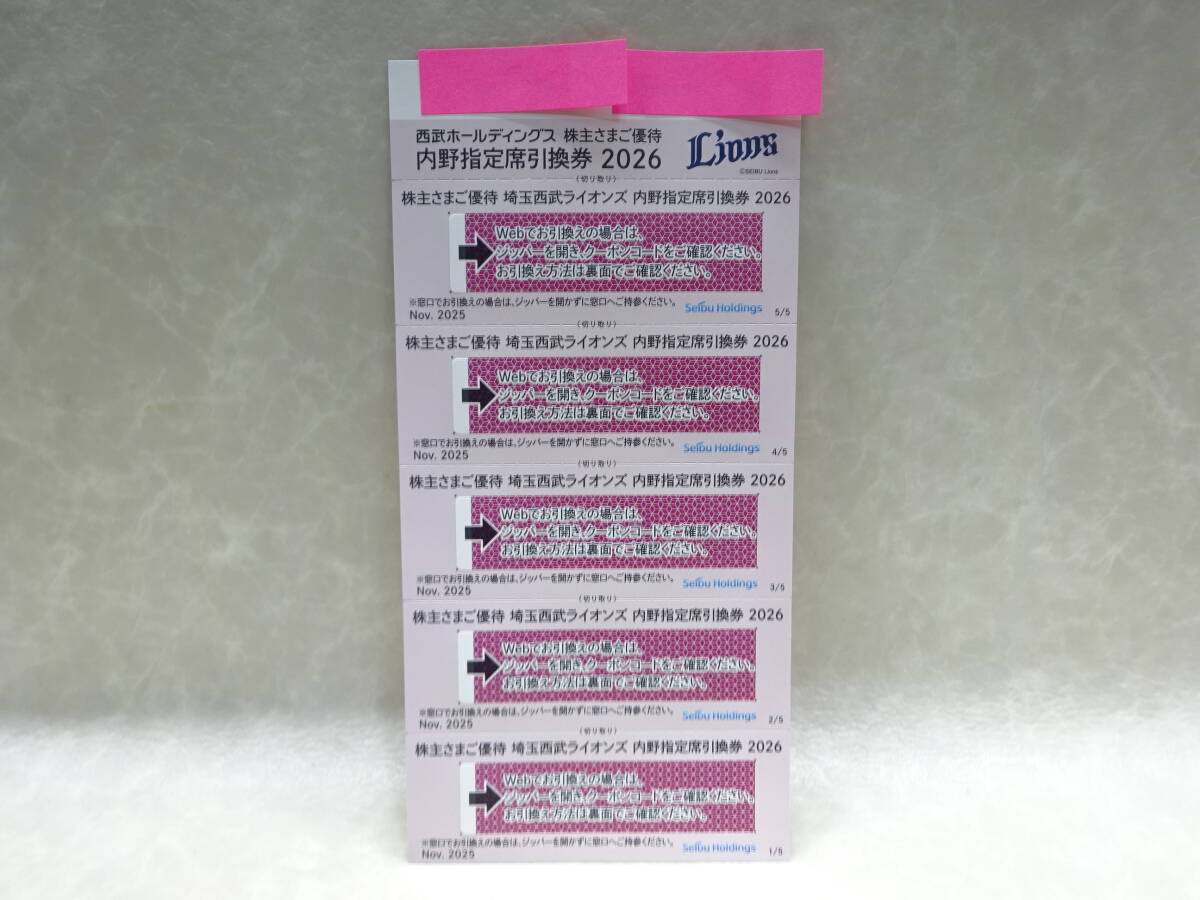 西武ホールディングス 株主さまご優待
内野指定席引換券 2026
Lions
©SEIBU Lions
(切り取り)
株主さまご優待 埼玉西武ライオンズ 内野指定席引換券 2026
Webでお引換えの場合は、
ジッパーを開き、クーポンコードをご確認ください。
お引換え方法は裏面でご確認ください。
※窓口でお引換えの場合は、ジッパーを開かずに窓口へご持参ください。
Nov. 2025
Seibu Holdings
5/5
(切り取り)
株主さまご優待 埼玉西武ライオンズ 内野指定席引換券 2026
Webでお引換えの場合は、
ジッパーを開き、クーポンコードをご確認ください。
お引換え方法は裏面でご確認ください。
※窓口でお引換えの場合は、ジッパーを開かずに窓口へご持参ください。
Nov. 2025
Seibu Holdings
4/5
(切り取り)
株主さまご優待 埼玉西武ライオンズ 内野指定席引換券 2026
Webでお引換えの場合は、
ジッパーを開き、クーポンコードをご確認ください。
お引換え方法は裏面でご確認ください。
※窓口でお引換えの場合は、ジッパーを開かずに窓口へご持参ください。
Nov. 2025
Seibu Holdings
3/5
(切り取り)
株主さまご優待 埼玉西武ライオンズ 内野指定席引換券 2026
Webでお引換えの場合は、
ジッパーを開き、クーポンコードをご確認ください。
お引換え方法は裏面でご確認ください。
※窓口でお引換えの場合は、ジッパーを開かずに窓口へご持参ください。
Nov. 2025
Seibu Holdings
2/5
(切り取り)
株主さまご優待 埼玉西武ライオンズ 内野指定席引換券 2026
Webでお引換えの場合は、
ジッパーを開き、クーポンコードをご確認ください。
お引換え方法は裏面でご確認ください。
※窓口でお引換えの場合は、ジッパーを開かずに窓口へご持参ください。
Nov. 2025
Seibu Holdings
1/5